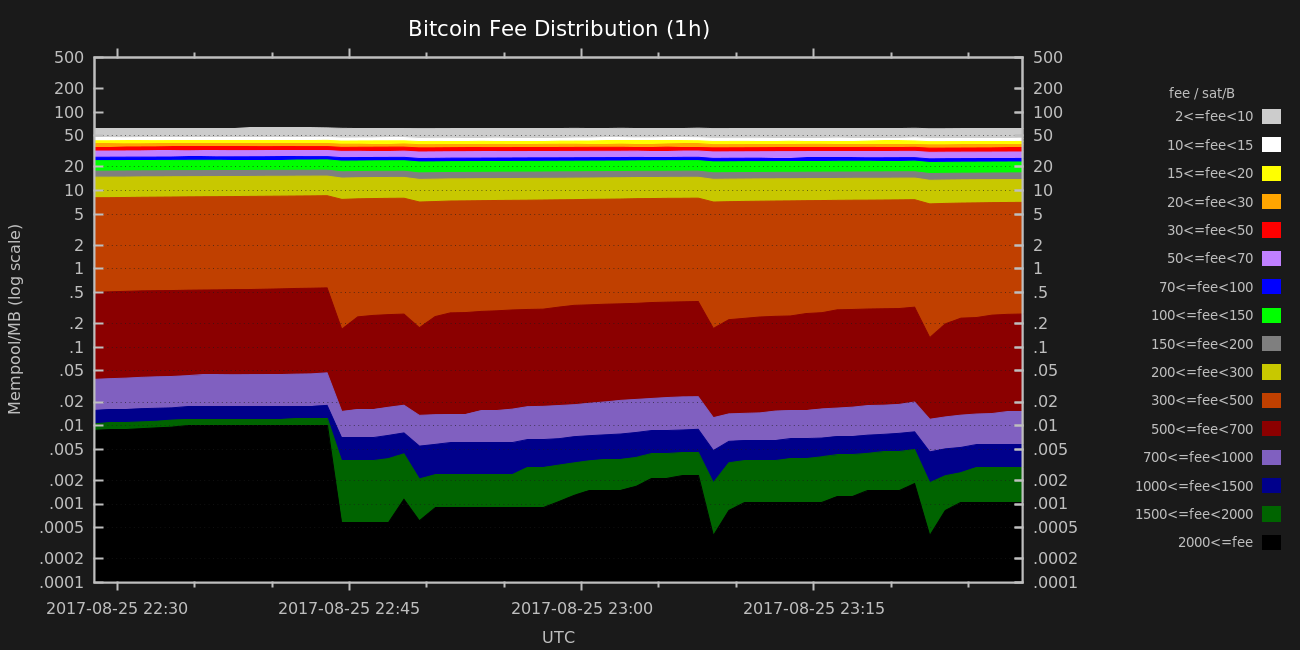 Bitcoin Fee Distribution (1h)
Mempool/MB (log scale)
500
200
100
50
20
10
5
2
1
.5
.2
.1
.05
.02
.01
.005
.002
.001
.0005
.0002
.0001
500
200
100
50
20
10
5
2
1
.5
.2
.1
.05
.02
.01
.005
.002
.001
.0005
.0002
.0001
2017-08-25 22:30 2017-08-25 22:45 2017-08-25 23:00 2017-08-25 23:15
UTC
fee / sat/B
2<=fee<10
10<=fee<15
15<=fee<20
20<=fee<30
30<=fee<50
50<=fee<70
70<=fee<100
100<=fee<150
150<=fee<200
200<=fee<300
300<=fee<500
500<=fee<700
700<=fee<1000
1000<=fee<1500
1500<=fee<2000
2000<=fee